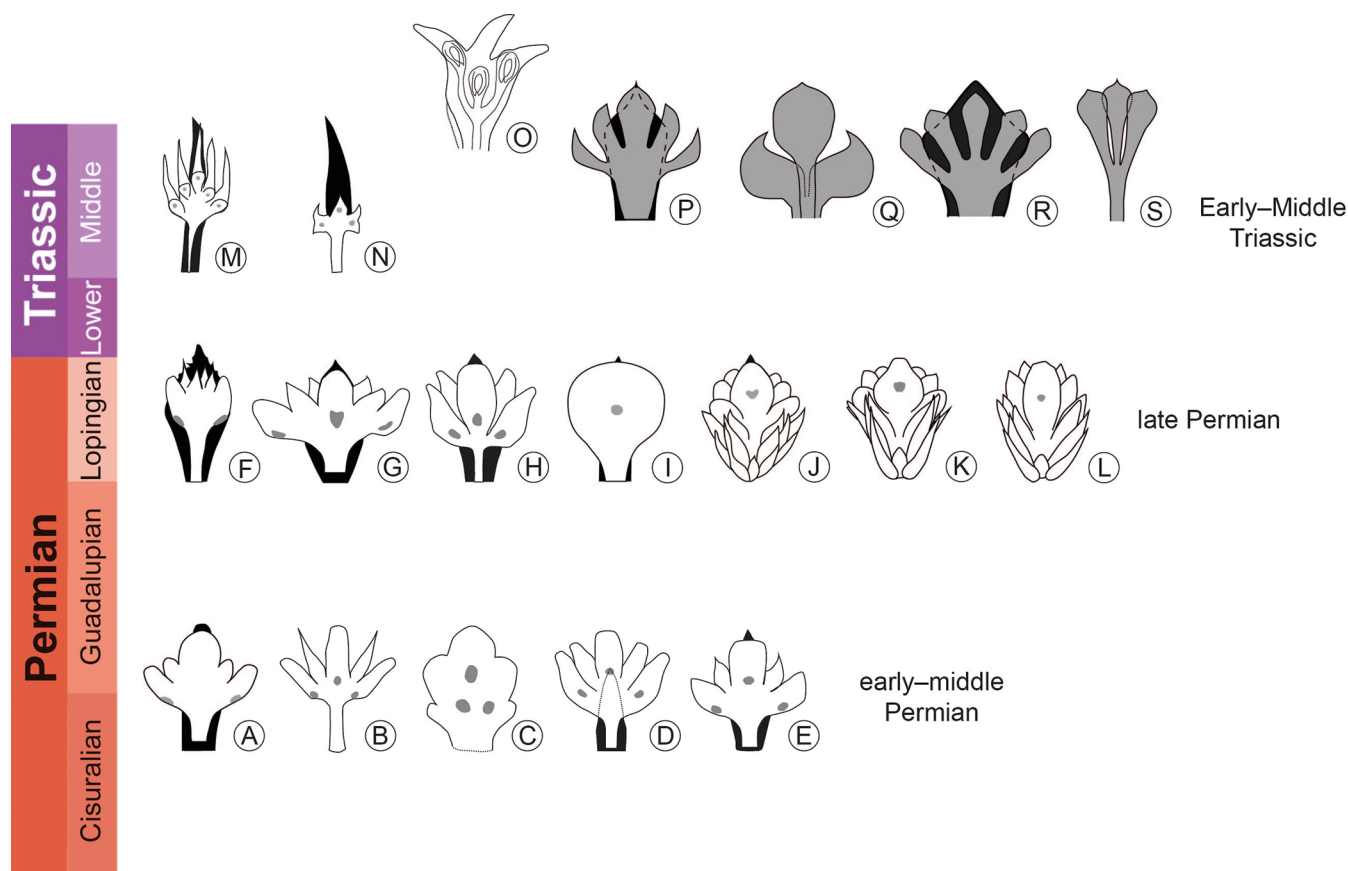 Triassic
Middle
Lower
Permian
Lopingian
Guadalupian
Cisuralian
O
P
Q
R
S
M
N
Early–Middle
Triassic
F
G
H
I
J
K
L
late Permian
A
B
C
D
E
early–middle
Permian